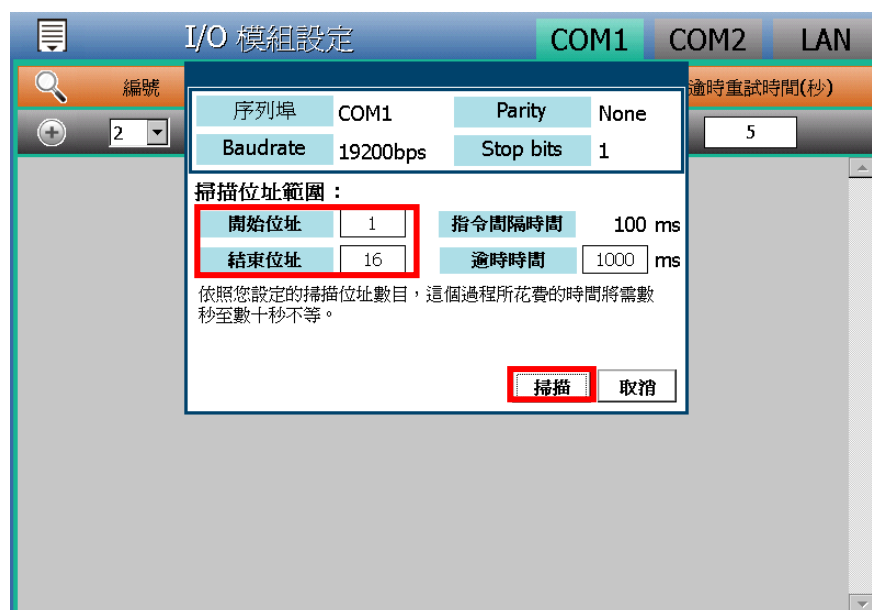 I/O 模組設定 COM1 COM2 LAN
編號 逾時重試時間(秒)
2 5
序列埠 COM1 Parity None
Baudrate 19200bps Stop bits 1
掃描位址範圍：
開始位址 1 指令間隔時間 100 ms
結束位址 16 逾時時間 1000 ms
依照您設定的掃描位址數目，這個過程所花費的時間將需數
秒至數十秒不等。
掃描 取消